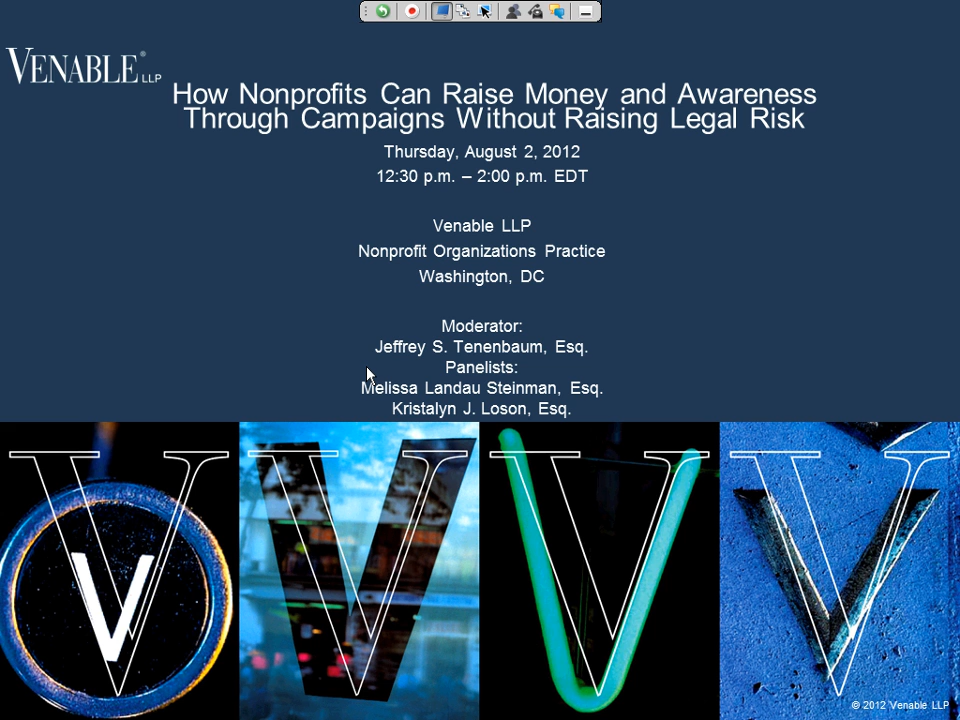 VENABLE® LLP
How Nonprofits Can Raise Money and Awareness
Through Campaigns Without Raising Legal Risk
Thursday, August 2, 2012
12:30 p.m. – 2:00 p.m. EDT
Venable LLP
Nonprofit Organizations Practice
Washington, DC
Moderator:
Jeffrey S. Tenenbaum, Esq.
Panelists:
Melissa Landau Steinman, Esq.
Kristalyn J. Loson, Esq.
V V V V
V V V V
© 2012 Venable LLP